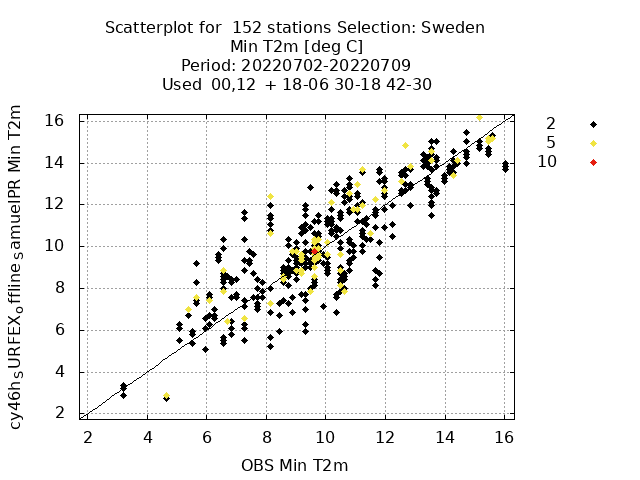 Scatterplot for  152 stations Selection: Sweden
Min T2m [deg C]
Period: 20220702-20220709
Used  00,12  + 18-06 30-18 42-30
cy46h_SURFEX_offline_samuelPR Min T2m
16
14
12
10
8
6
4
2
2 4 6 8 10 12 14 16
OBS Min T2m
2
5
10